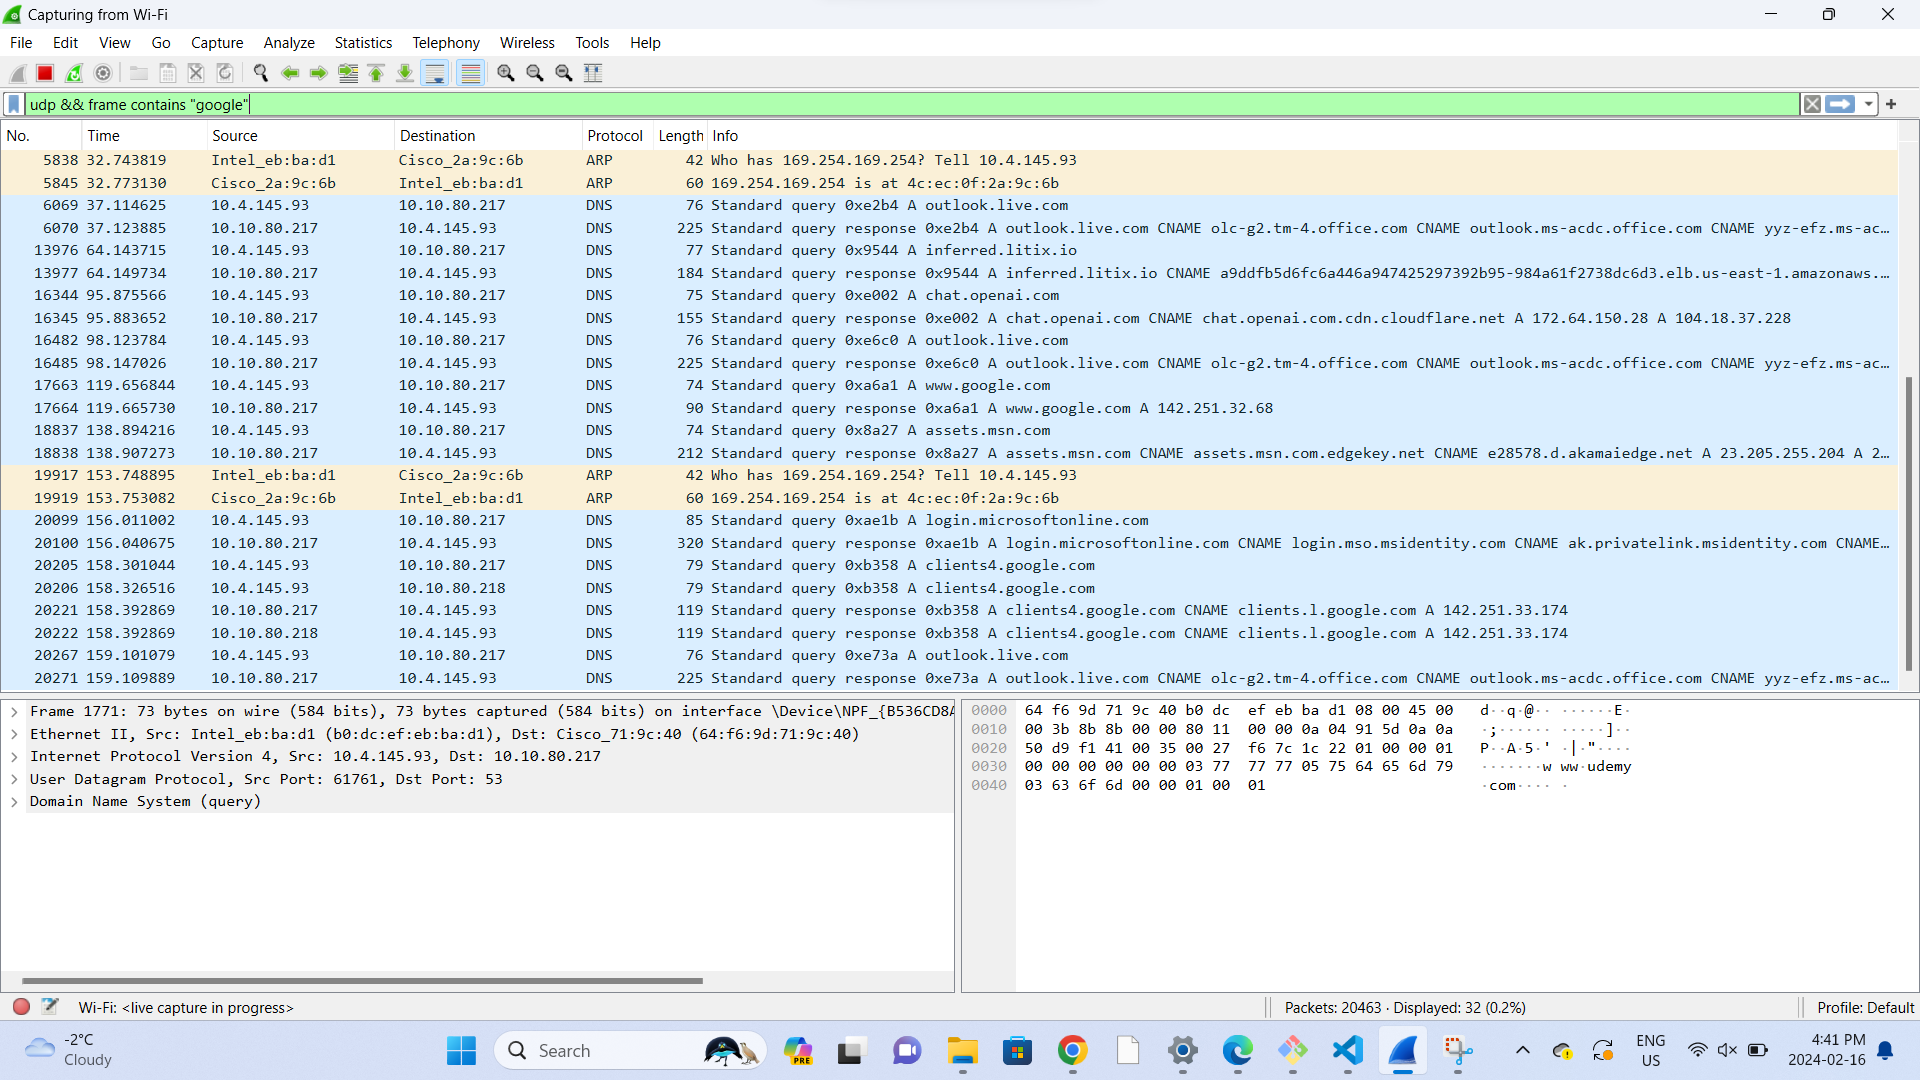 Capturing from Wi-Fi
File Edit View Go Capture Analyze Statistics Telephony Wireless Tools Help
udp && frame contains "google"
No. Time Source Destination Protocol Length Info
5838 32.743819 Intel_eb:ba:d1 Cisco_2a:9c:6b ARP 42 Who has 169.254.169.254? Tell 10.4.145.93
5845 32.773130 Cisco_2a:9c:6b Intel_eb:ba:d1 ARP 60 169.254.169.254 is at 4c:ec:0f:2a:9c:6b
6069 37.114625 10.4.145.93 10.10.80.217 DNS 76 Standard query 0xe2b4 A outlook.live.com
6070 37.123885 10.10.80.217 10.4.145.93 DNS 225 Standard query response 0xe2b4 A outlook.live.com CNAME olc-g2.tm-4.office.com CNAME outlook.ms-acdc.office.com CNAME yyz-efz.ms-ac…
13976 64.143715 10.4.145.93 10.10.80.217 DNS 77 Standard query 0x9544 A inferred.litix.io
13977 64.149734 10.10.80.217 10.4.145.93 DNS 184 Standard query response 0x9544 A inferred.litix.io CNAME a9ddfb5d6fc6a446a947425297392b95-984a61f2738dc6d3.elb.us-east-1.amazonaws.…
16344 95.875566 10.4.145.93 10.10.80.217 DNS 75 Standard query 0xe002 A chat.openai.com
16345 95.883652 10.10.80.217 10.4.145.93 DNS 155 Standard query response 0xe002 A chat.openai.com CNAME chat.openai.com.cdn.cloudflare.net A 172.64.150.28 A 104.18.37.228
16482 98.123784 10.4.145.93 10.10.80.217 DNS 76 Standard query 0xe6c0 A outlook.live.com
16485 98.147026 10.10.80.217 10.4.145.93 DNS 225 Standard query response 0xe6c0 A outlook.live.com CNAME olc-g2.tm-4.office.com CNAME outlook.ms-acdc.office.com CNAME yyz-efz.ms-ac…
17663 119.656844 10.4.145.93 10.10.80.217 DNS 74 Standard query 0xa6a1 A www.google.com
17664 119.665730 10.10.80.217 10.4.145.93 DNS 90 Standard query response 0xa6a1 A www.google.com A 142.251.32.68
18837 138.894216 10.4.145.93 10.10.80.217 DNS 74 Standard query 0x8a27 A assets.msn.com
18838 138.907273 10.10.80.217 10.4.145.93 DNS 212 Standard query response 0x8a27 A assets.msn.com CNAME assets.msn.com.edgekey.net CNAME e28578.d.akamaiedge.net A 23.205.255.204 A 2…
19917 153.748895 Intel_eb:ba:d1 Cisco_2a:9c:6b ARP 42 Who has 169.254.169.254? Tell 10.4.145.93
19919 153.753082 Cisco_2a:9c:6b Intel_eb:ba:d1 ARP 60 169.254.169.254 is at 4c:ec:0f:2a:9c:6b
20099 156.011002 10.4.145.93 10.10.80.217 DNS 85 Standard query 0xae1b A login.microsoftonline.com
20100 156.040675 10.10.80.217 10.4.145.93 DNS 320 Standard query response 0xae1b A login.microsoftonline.com CNAME login.mso.msidentity.com CNAME ak.privatelink.msidentity.com CNAME…
20205 158.301044 10.4.145.93 10.10.80.217 DNS 79 Standard query 0xb358 A clients4.google.com
20206 158.326516 10.4.145.93 10.10.80.218 DNS 79 Standard query 0xb358 A clients4.google.com
20221 158.392869 10.10.80.217 10.4.145.93 DNS 119 Standard query response 0xb358 A clients4.google.com CNAME clients.l.google.com A 142.251.33.174
20222 158.392869 10.10.80.218 10.4.145.93 DNS 119 Standard query response 0xb358 A clients4.google.com CNAME clients.l.google.com A 142.251.33.174
20267 159.101079 10.4.145.93 10.10.80.217 DNS 76 Standard query 0xe73a A outlook.live.com
20271 159.109889 10.10.80.217 10.4.145.93 DNS 225 Standard query response 0xe73a A outlook.live.com CNAME olc-g2.tm-4.office.com CNAME outlook.ms-acdc.office.com CNAME yyz-efz.ms-ac…
Frame 1771: 73 bytes on wire (584 bits), 73 bytes captured (584 bits) on interface \Device\NPF_{B536CD8A
Ethernet II, Src: Intel_eb:ba:d1 (b0:dc:ef:eb:ba:d1), Dst: Cisco_71:9c:40 (64:f6:9d:71:9c:40)
Internet Protocol Version 4, Src: 10.4.145.93, Dst: 10.10.80.217
User Datagram Protocol, Src Port: 61761, Dst Port: 53
Domain Name System (query)
0000 64 f6 9d 71 9c 40 b0 dc ef eb ba d1 08 00 45 00 d··q·@·· ······E·
0010 00 3b 8b 8b 00 00 80 11 00 00 0a 04 91 5d 0a 0a ·;······ ·····]··
0020 50 d9 f1 41 00 35 00 27 f6 7c 1c 22 01 00 00 01 P··A·5·' ·|·"····
0030 00 00 00 00 00 00 03 77 77 77 05 75 64 65 6d 79 ·······w ww·udemy
0040 03 63 6f 6d 00 00 01 00 01 ·com···· ·
Wi-Fi: <live capture in progress>
Packets: 20463 · Displayed: 32 (0.2%)
Profile: Default
-2°C
Cloudy
Search
PRE
ENG
US
4:41 PM
2024-02-16